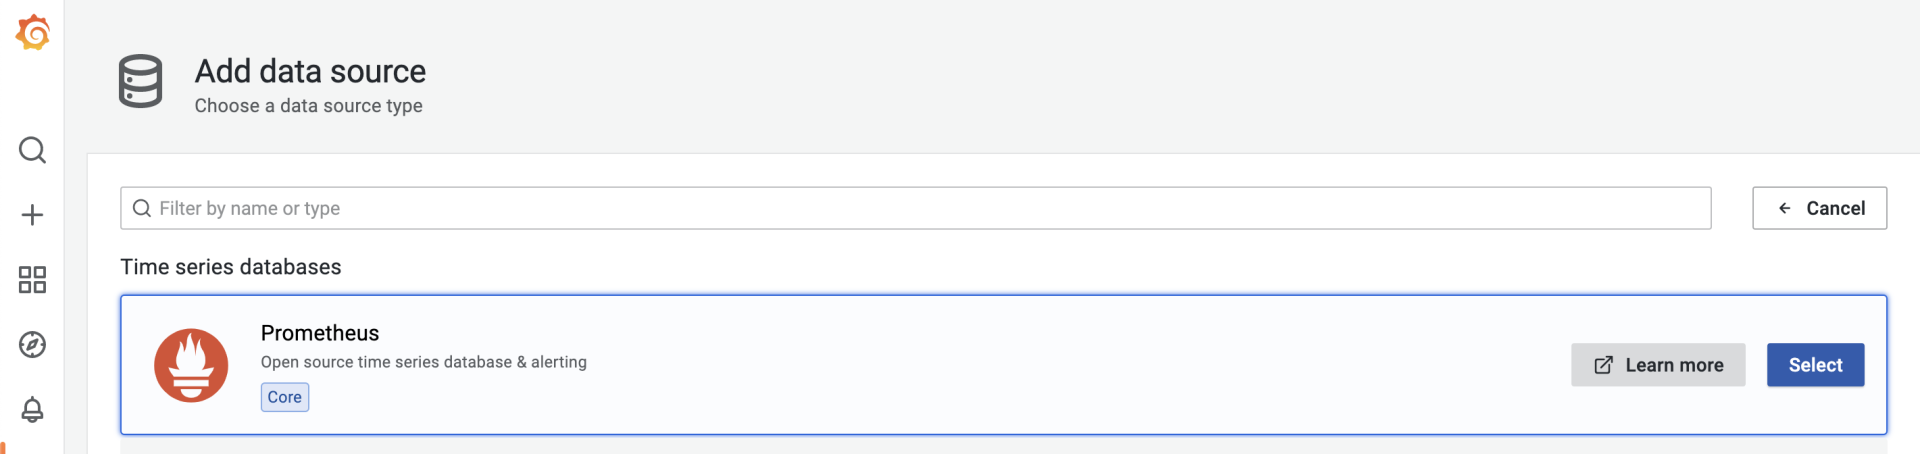 Add data source
Choose a data source type
Filter by name or type
Cancel
Time series databases
Prometheus
Open source time series database & alerting
Core
Learn more
Select